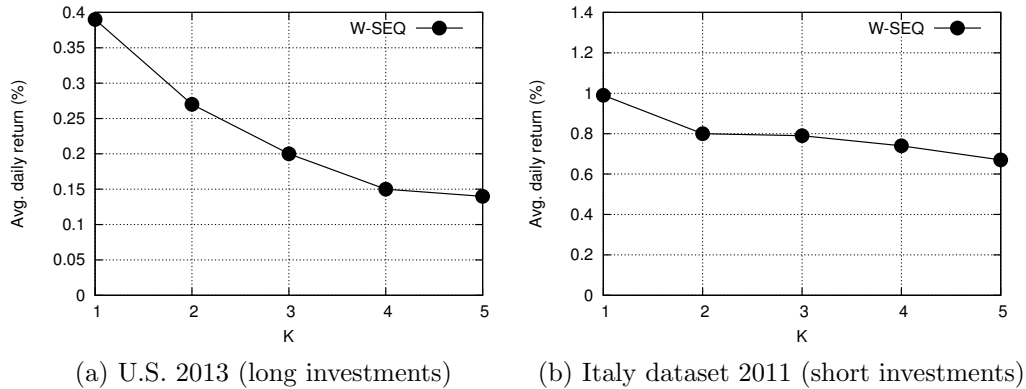 0.4
0.35
0.3
0.25
0.2
0.15
0.1
0.05
0
Avg. daily return (%)
W-SEQ
1 2 3 4 5
K
(a) U.S. 2013 (long investments)
1.4
1.2
1
0.8
0.6
0.4
0.2
0
Avg. daily return (%)
W-SEQ
1 2 3 4 5
K
(b) Italy dataset 2011 (short investments)